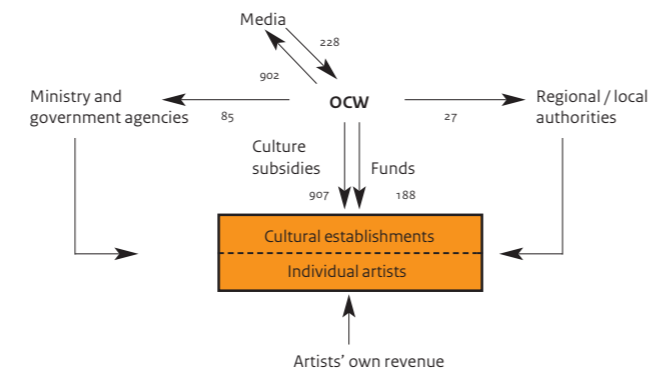 Media
228
902
Ministry and
government agencies
85
OCW
27
Regional / local
authorities
Culture
subsidies
Funds
907
188
Cultural establishments
Individual artists
Artists' own revenue